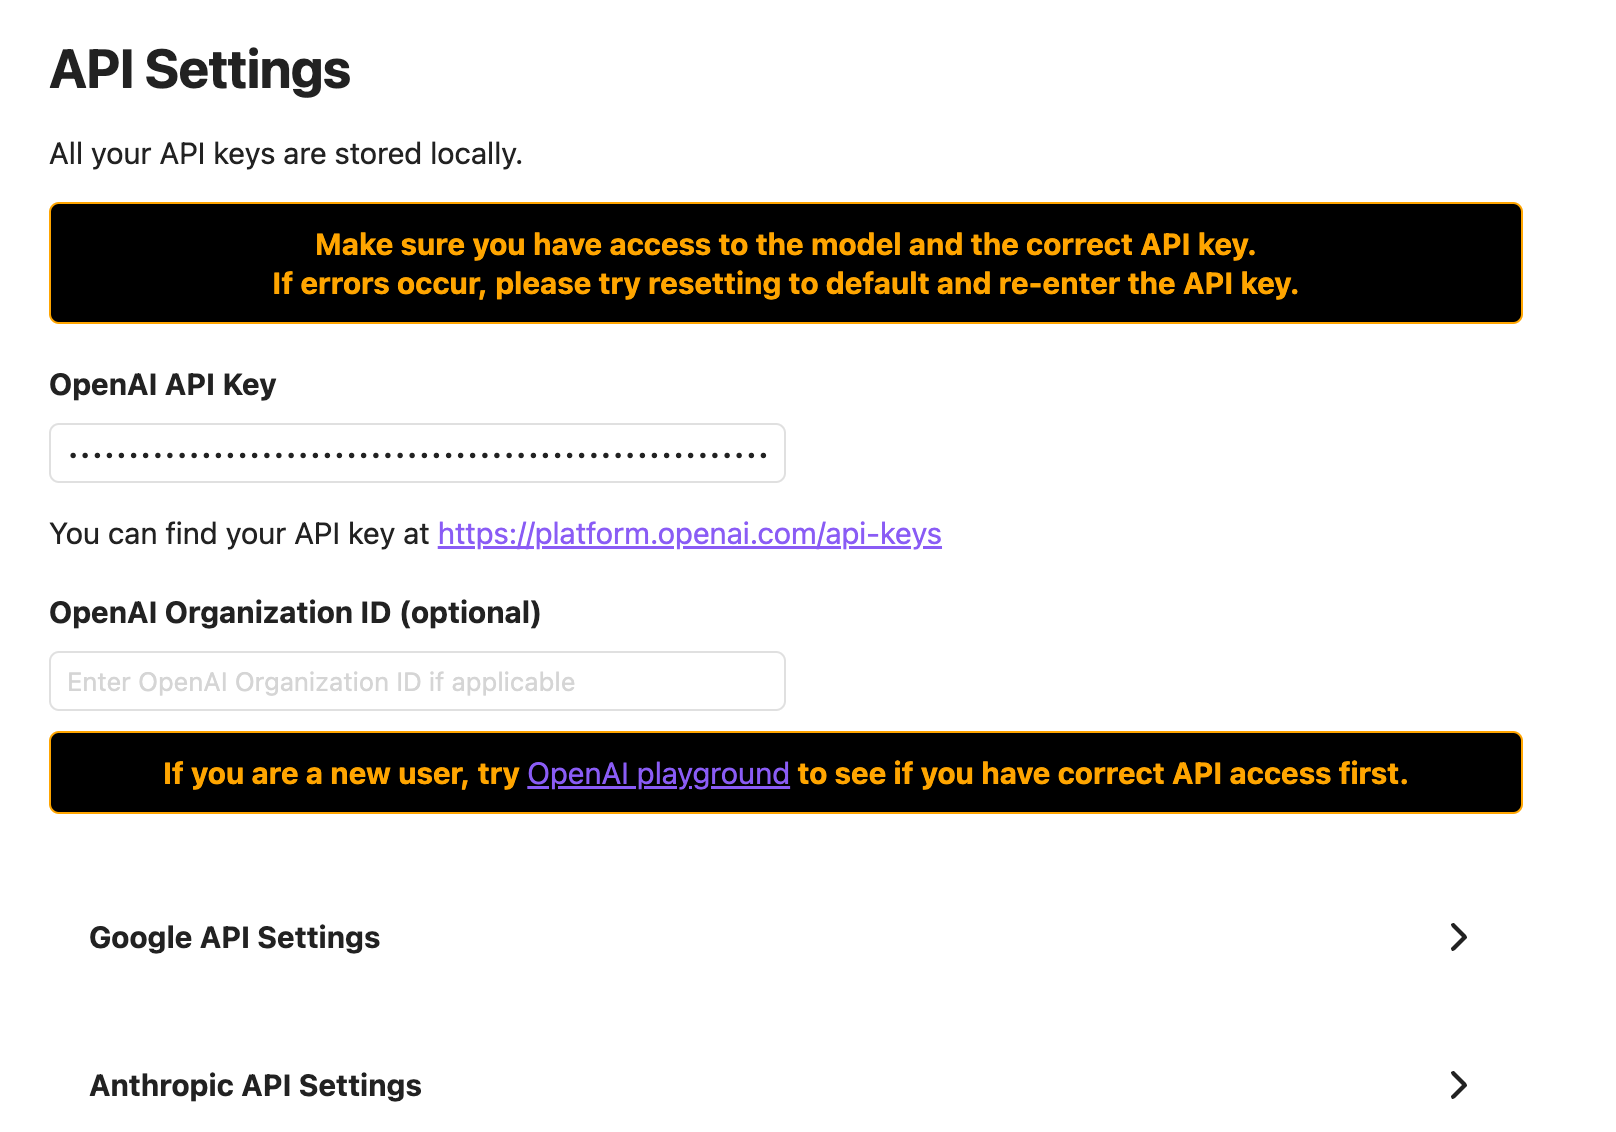 API Settings
All your API keys are stored locally.
Make sure you have access to the model and the correct API key.
If errors occur, please try resetting to default and re-enter the API key.
OpenAI API Key
You can find your API key at https://platform.openai.com/api-keys
OpenAI Organization ID (optional)
Enter OpenAI Organization ID if applicable
If you are a new user, try OpenAI playground to see if you have correct API access first.
Google API Settings
Anthropic API Settings